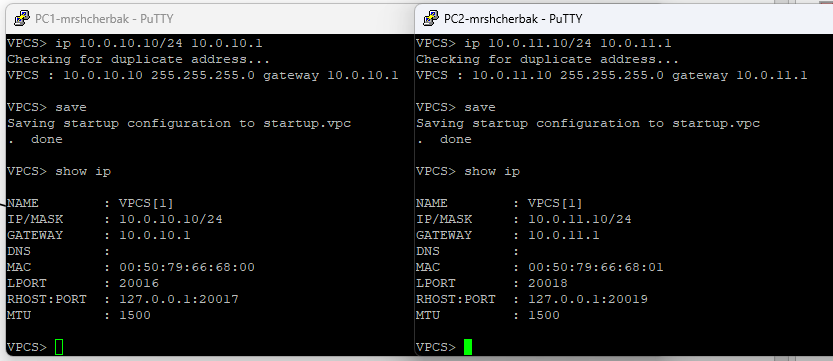 PC1-mrshcherbak - PuTTY
VPCS> ip 10.0.10.10/24 10.0.10.1
Checking for duplicate address...
VPCS : 10.0.10.10 255.255.255.0 gateway 10.0.10.1
VPCS> save
Saving startup configuration to startup.vpc
.  done
VPCS> show ip
NAME        : VPCS[1]
IP/MASK     : 10.0.10.10/24
GATEWAY     : 10.0.10.1
DNS         :
MAC         : 00:50:79:66:68:00
LPORT       : 20016
RHOST:PORT  : 127.0.0.1:20017
MTU         : 1500
VPCS>
PC2-mrshcherbak - PuTTY
VPCS> ip 10.0.11.10/24 10.0.11.1
Checking for duplicate address...
VPCS : 10.0.11.10 255.255.255.0 gateway 10.0.11.1
VPCS> save
Saving startup configuration to startup.vpc
.  done
VPCS> show ip
NAME        : VPCS[1]
IP/MASK     : 10.0.11.10/24
GATEWAY     : 10.0.11.1
DNS         :
MAC         : 00:50:79:66:68:01
LPORT       : 20018
RHOST:PORT  : 127.0.0.1:20019
MTU         : 1500
VPCS>